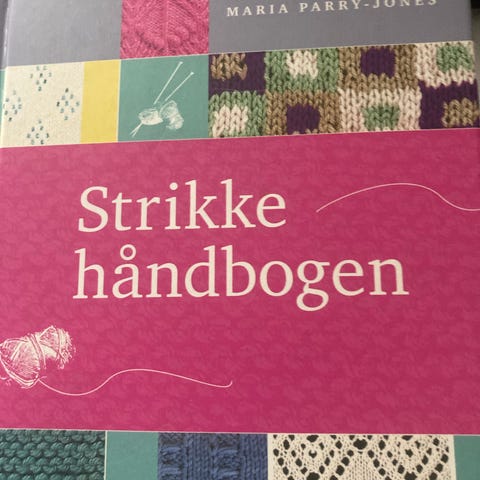 MARIA PARRY-JONES
Strikke
håndbogen